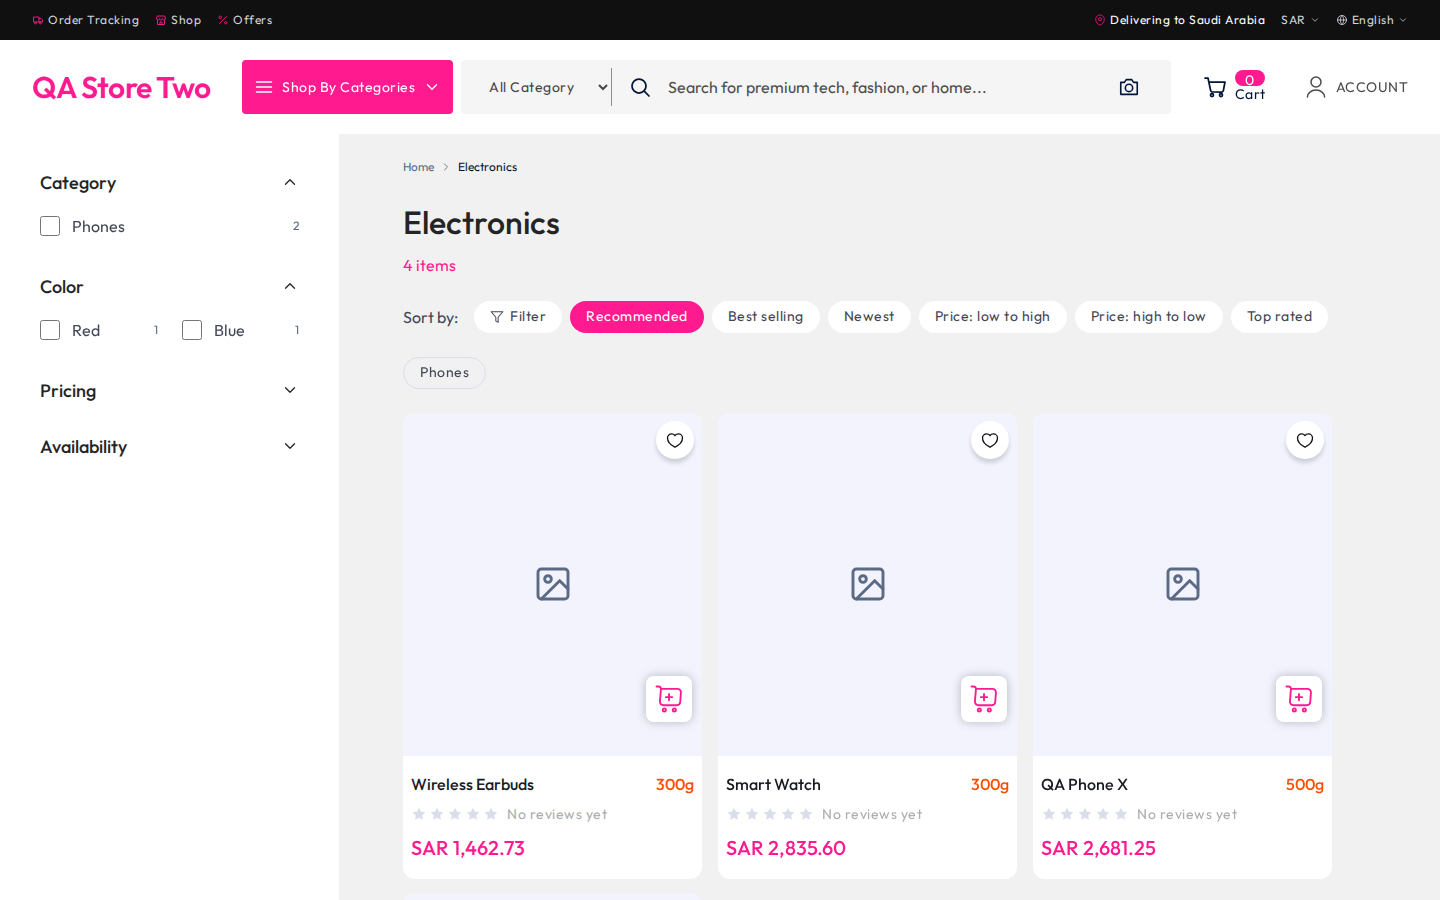 Order Tracking
Shop
Offers
Delivering to Saudi Arabia
SAR
English
QA Store Two
Shop By Categories
All Category
Search for premium tech, fashion, or home...
0
Cart
ACCOUNT
Category
Phones 2
Color
Red 1
Blue 1
Pricing
Availability
Home > Electronics
Electronics
4 items
Sort by:
Filter
Recommended
Best selling
Newest
Price: low to high
Price: high to low
Top rated
Phones
Wireless Earbuds 300g
No reviews yet
SAR 1,462.73
Smart Watch 300g
No reviews yet
SAR 2,835.60
QA Phone X 500g
No reviews yet
SAR 2,681.25